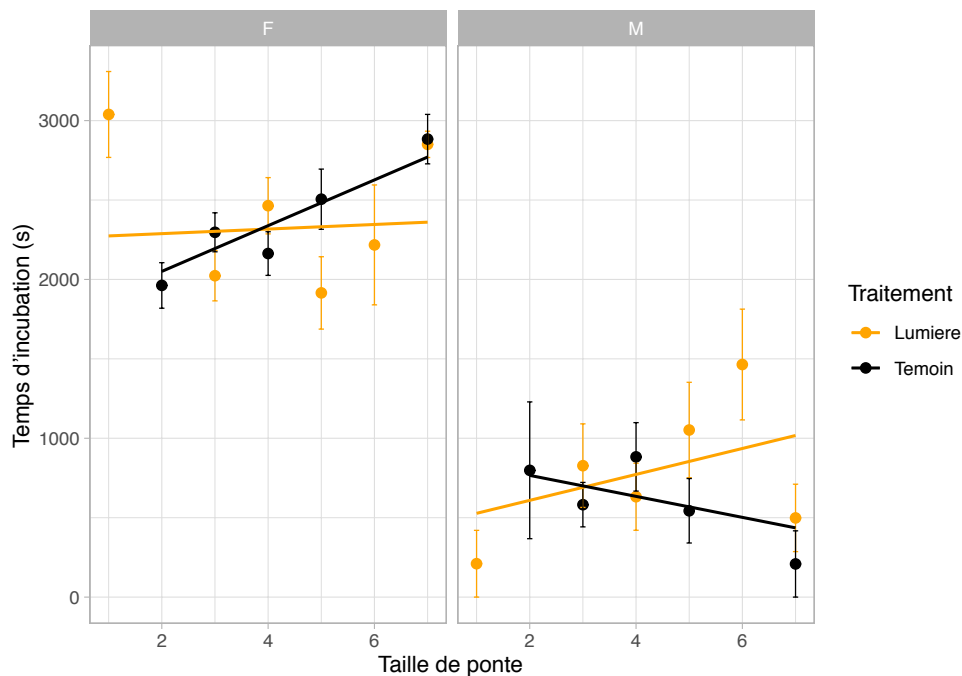 F
M
3000
2000
1000
0
Temps d'incubation (s)
2
4
6
2
4
6
Taille de ponte
Traitement
Lumiere
Temoin